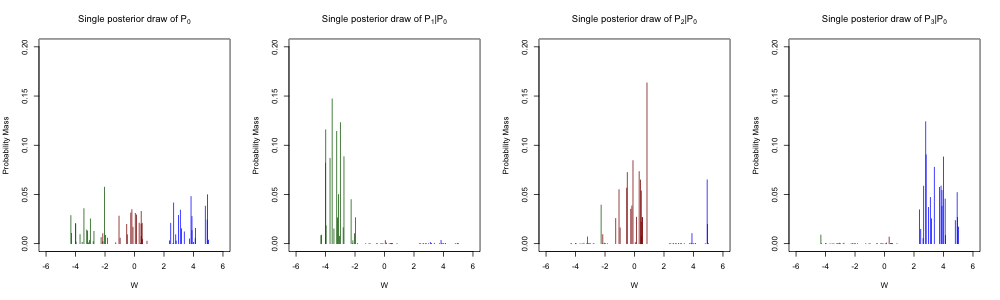 Single posterior draw of P₀
Probability Mass
0.00 0.05 0.10 0.15 0.20
-6 -4 -2 0 2 4 6
W
Single posterior draw of P₁|P₀
Probability Mass
0.00 0.05 0.10 0.15 0.20
-6 -4 -2 0 2 4 6
W
Single posterior draw of P₂|P₀
Probability Mass
0.00 0.05 0.10 0.15 0.20
-6 -4 -2 0 2 4 6
W
Single posterior draw of P₃|P₀
Probability Mass
0.00 0.05 0.10 0.15 0.20
-6 -4 -2 0 2 4 6
W